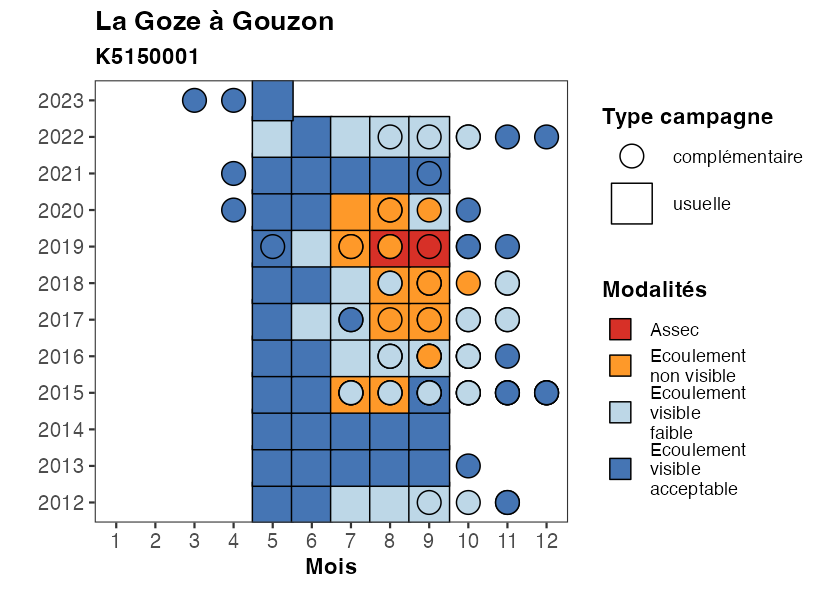 La Goze à Gouzon
K5150001
2023
2022
2021
2020
2019
2018
2017
2016
2015
2014
2013
2012
1 2 3 4 5 6 7 8 9 10 11 12
Mois
Type campagne
complémentaire
usuelle
Modalités
Assec
Ecoulement
non visible
Ecoulement
visible
faible
Ecoulement
visible
acceptable